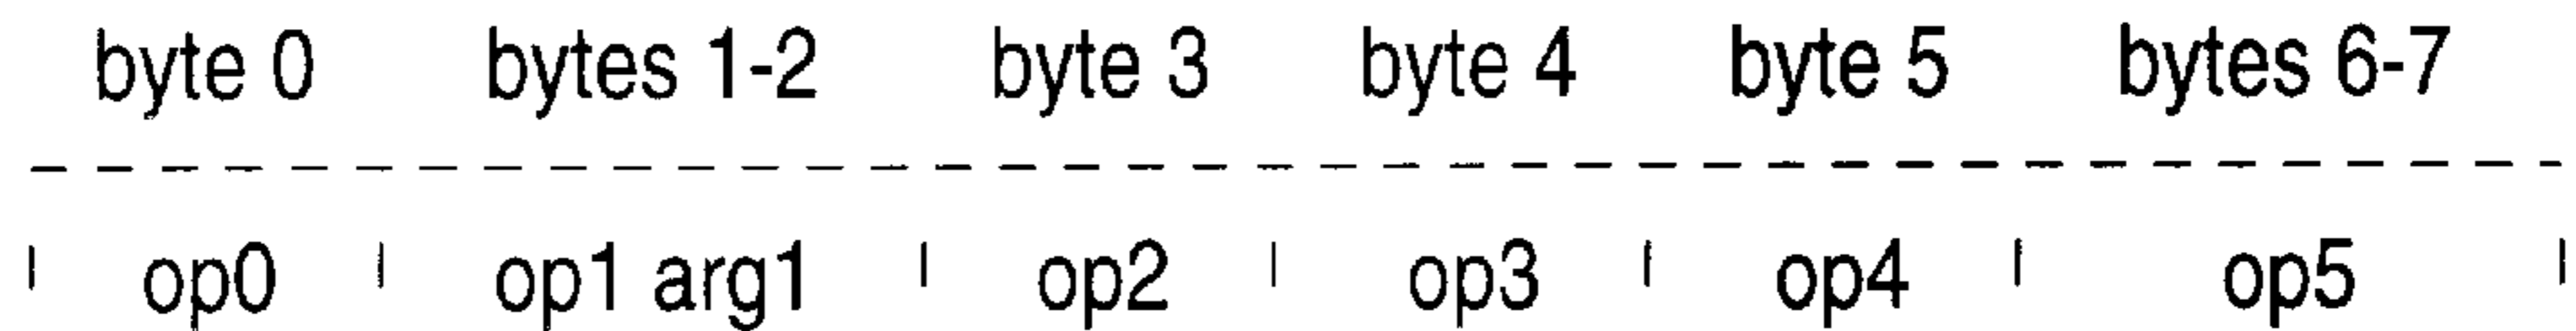 byte 0 bytes 1-2 byte 3 byte 4 byte 5 bytes 6-7
| op0 | op1 arg1 | op2 | op3 | op4 | op5 |